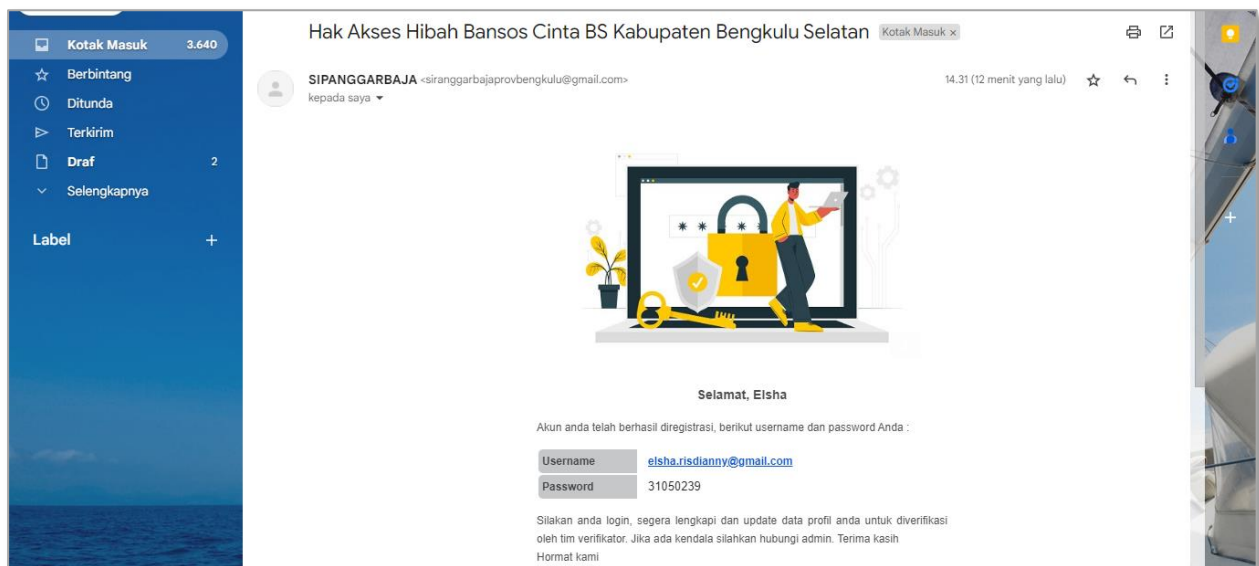 Hak Akses Hibah Bansos Cinta BS Kabupaten Bengkulu Selatan Kotak Masuk ×
Kotak Masuk 3.640
Berbintang
Ditunda
Terkirim
Draf 2
Selengkapnya
Label +
SIPANGGARBAJA <siranggarbajaprovbengkulu@gmail.com> 14.31 (12 menit yang lalu)
kepada saya
Selamat, Elsha
Akun anda telah berhasil diregistrasi, berikut username dan password Anda :
Username elsha.risdianny@gmail.com
Password 31050239
Silakan anda login, segera lengkapi dan update data profil anda untuk diverifikasi
oleh tim verifikator. Jika ada kendala silahkan hubungi admin. Terima kasih
Hormat kami